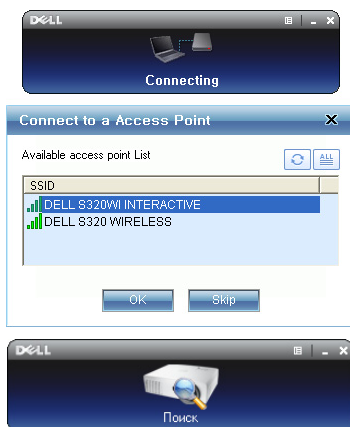 DELL
Connecting
Connect to a Access Point
Available access point List
ALL
SSID
DELL S320WI INTERACTIVE
DELL S320 WIRELESS
OK Skip
DELL
Поиск